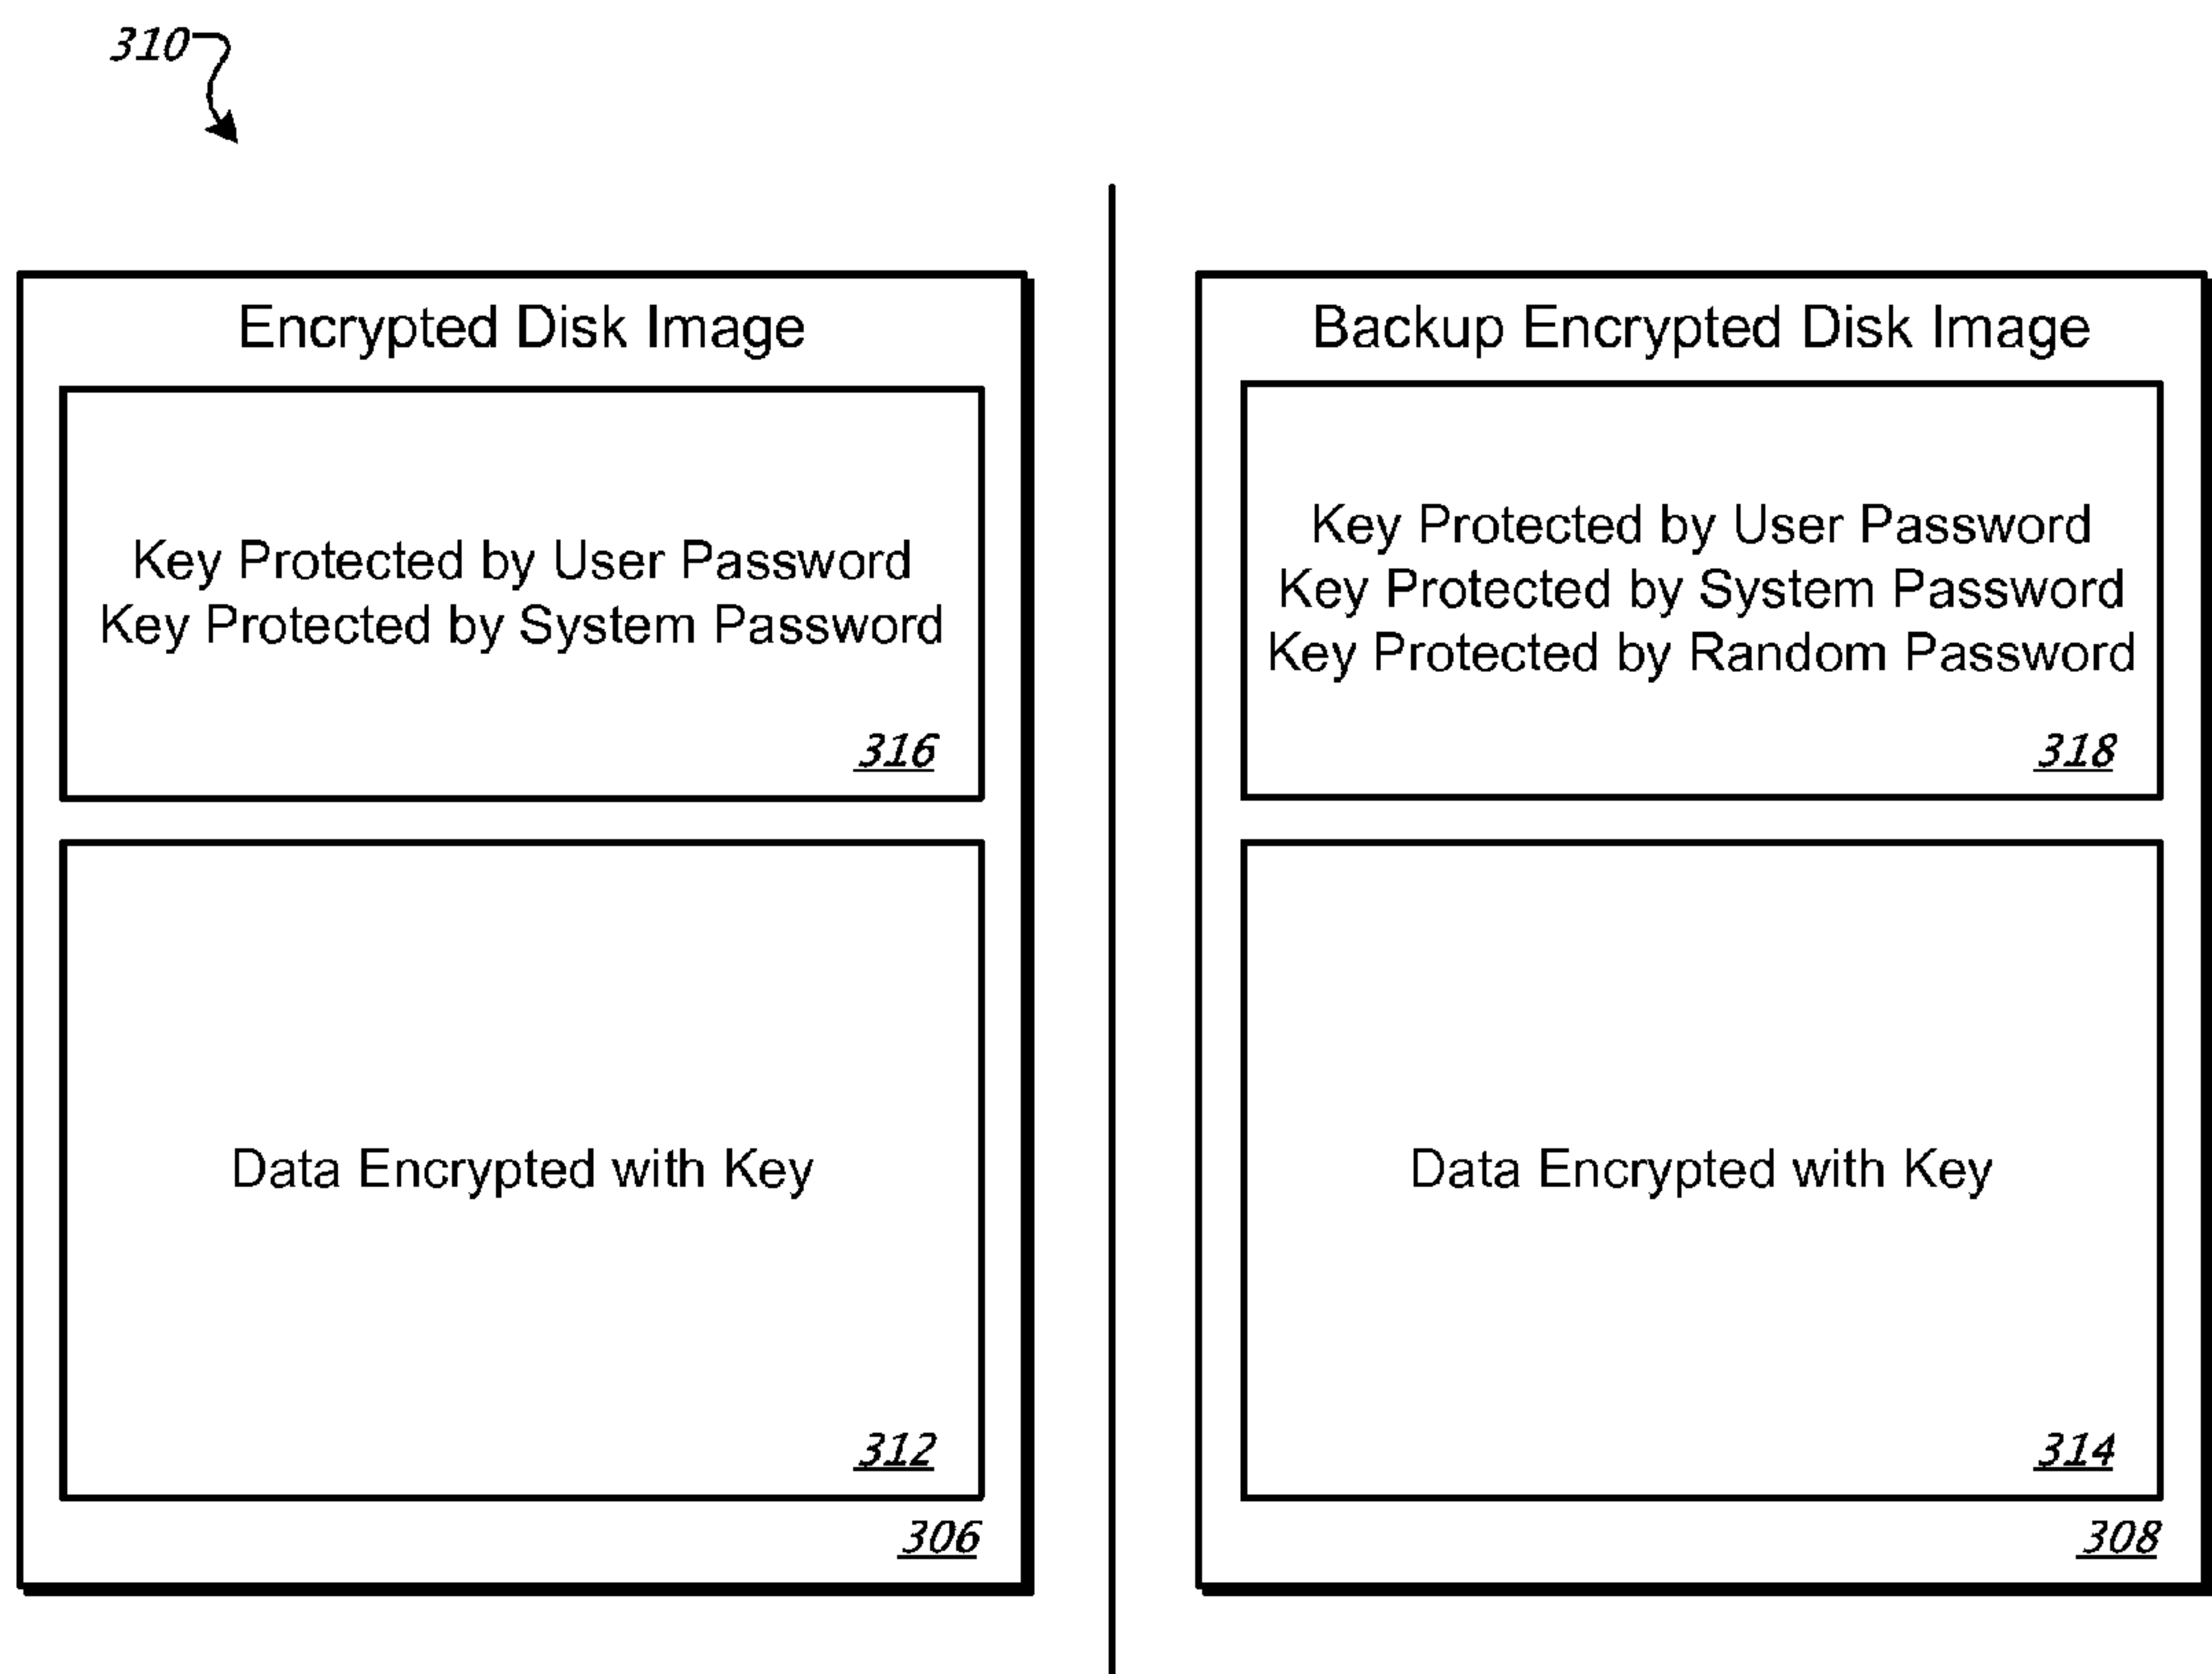 310
Encrypted Disk Image
Key Protected by User Password
Key Protected by System Password
316
Data Encrypted with Key
312
306
Backup Encrypted Disk Image
Key Protected by User Password
Key Protected by System Password
Key Protected by Random Password
318
Data Encrypted with Key
314
308